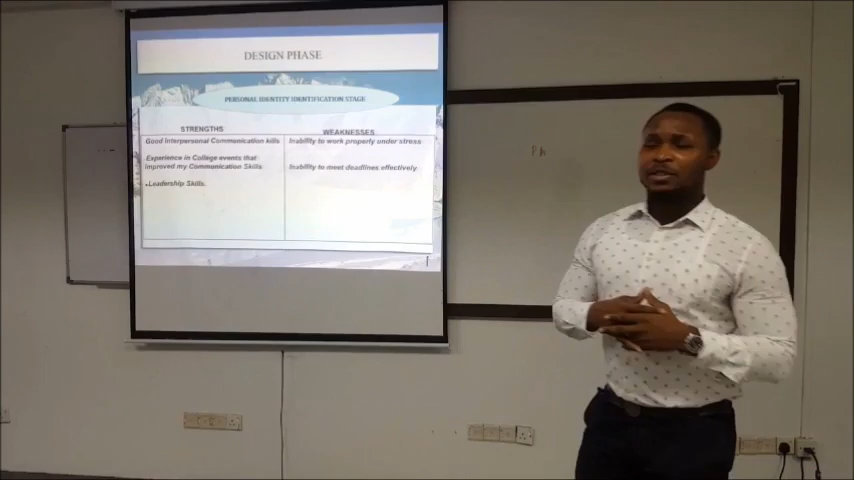 DESIGN PHASE
PERSONAL IDENTITY IDENTIFICATION STAGE
STRENGTHS
WEAKNESSES
Good Interpersonal Communication kills
Inability to work properly under stress
Experience in College events that
improved my Communication Skills
Inability to meet deadlines effectively
•Leadership Skills.